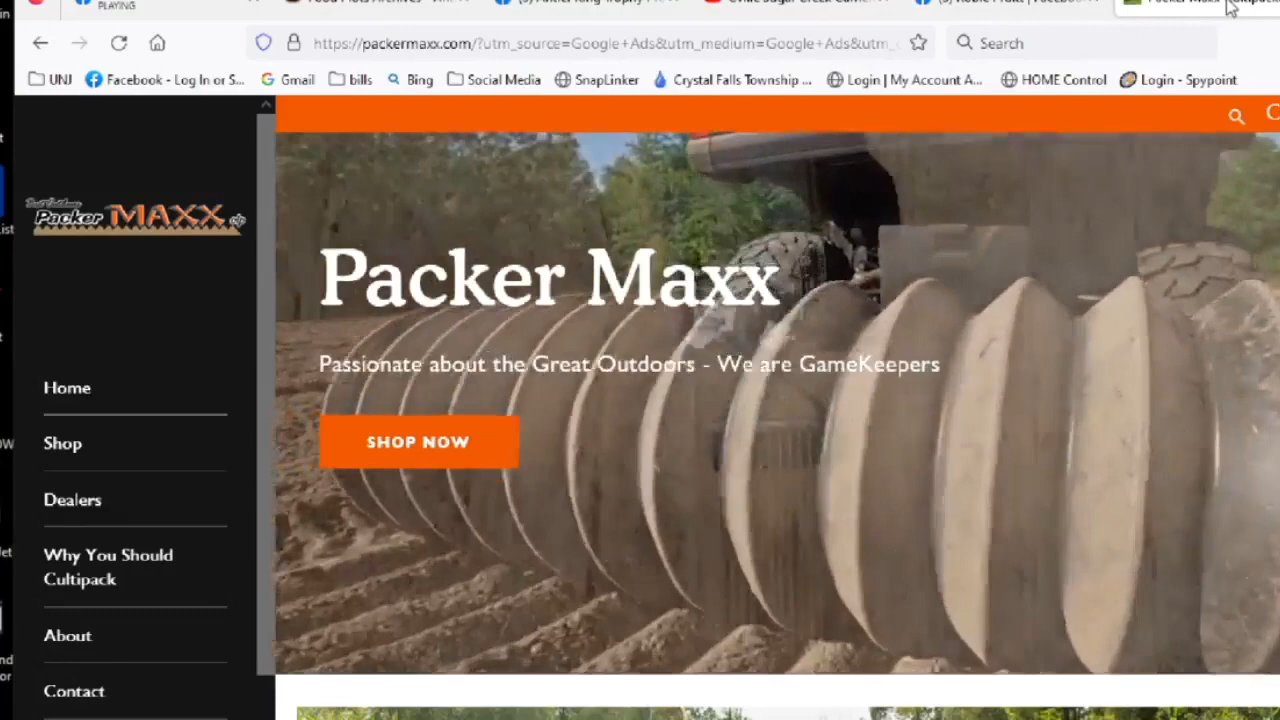 PLAYING
https://packermaxx.com/?utm_source=Google+Ads&utm_medium=Google+Ads&utm_
Search
UNJ
Facebook - Log In or S...
Gmail
bills
Bing
Social Media
SnapLinker
Crystal Falls Township ...
Login | My Account A...
HOME Control
Login - Spypoint
Packer MAXX
Home
Shop
Dealers
Why You Should
Cultipack
About
Contact
Packer Maxx
Passionate about the Great Outdoors - We are GameKeepers
SHOP NOW